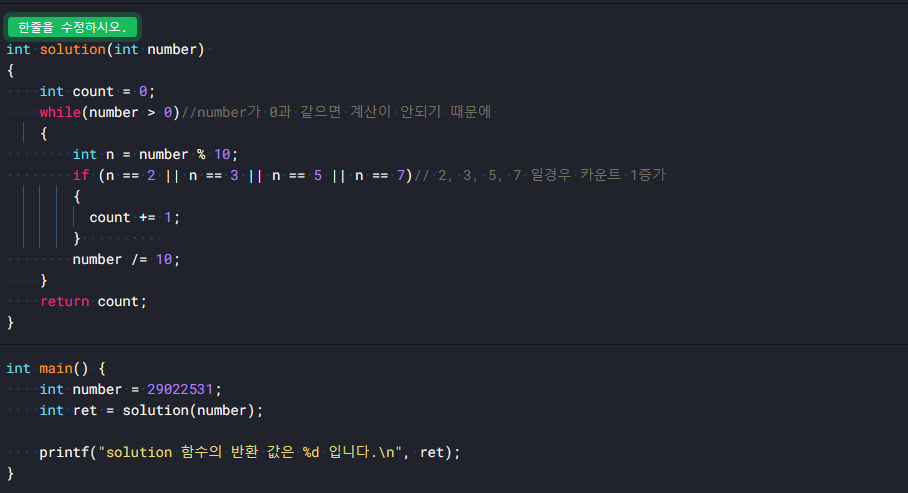 한줄을 수정하시오.
int solution(int number)
{
    int count = 0;
    while(number > 0)//number가 0과 같으면 계산이 안되기 때문에
    {
        int n = number % 10;
        if (n == 2 || n == 3 || n == 5 || n == 7)// 2, 3, 5, 7 일경우 카운트 1증가
        {
          count += 1;
        }
        number /= 10;
    }
    return count;
}
int main() {
    int number = 29022531;
    int ret = solution(number);
    printf("solution 함수의 반환 값은 %d 입니다.\n", ret);
}